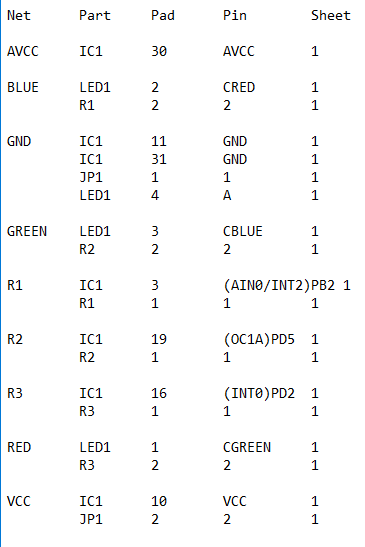 Net Part Pad Pin Sheet
AVCC IC1 30 AVCC 1
BLUE LED1 2 CRED 1
R1 2 2 1
GND IC1 11 GND 1
IC1 31 GND 1
JP1 1 1 1
LED1 4 A 1
GREEN LED1 3 CBLUE 1
R2 2 2 1
R1 IC1 3 (AIN0/INT2)PB2 1
R1 1 1 1
R2 IC1 19 (OC1A)PD5 1
R2 1 1 1
R3 IC1 16 (INT0)PD2 1
R3 1 1 1
RED LED1 1 CGREEN 1
R3 2 2 1
VCC IC1 10 VCC 1
JP1 2 2 1